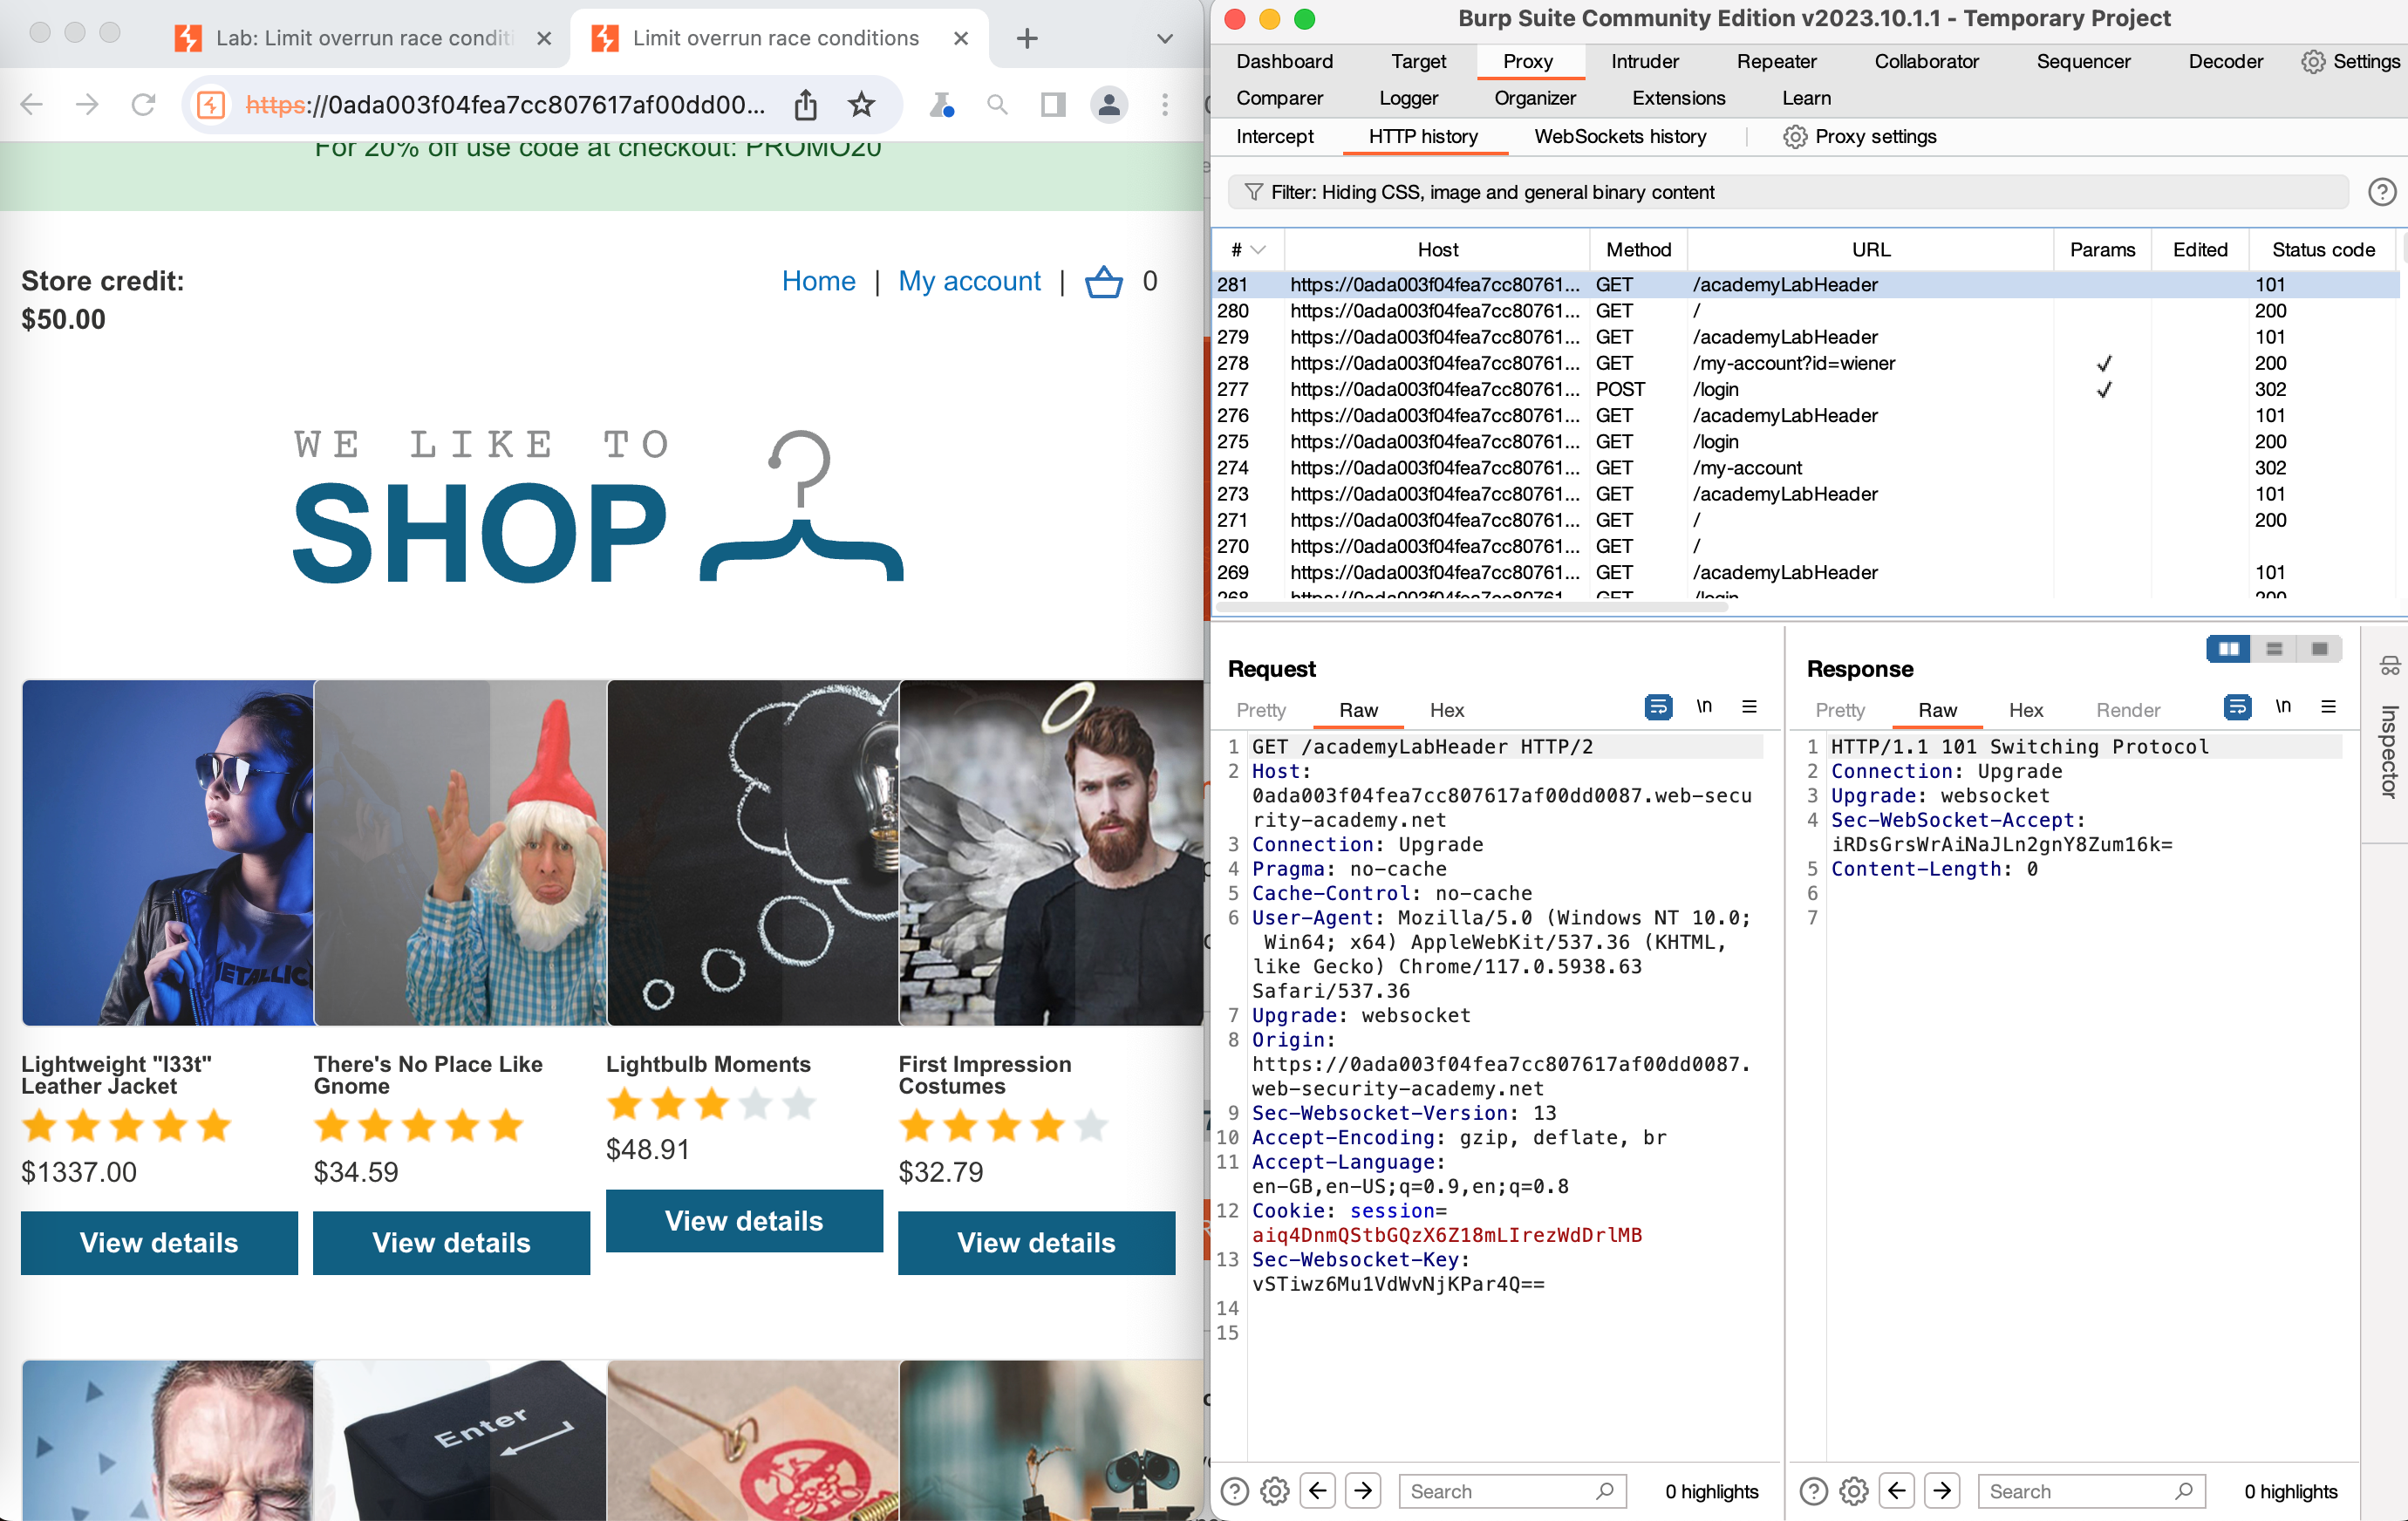 Lab: Limit overrun race conditi
Limit overrun race conditions
https://0ada003f04fea7cc807617af00dd00...
For 20% off use code at checkout: PROMO20
Store credit:
$50.00
Home | My account | 0
WE LIKE TO
SHOP
METALLIC
Lightweight "l33t"
Leather Jacket
$1337.00
View details
There's No Place Like
Gnome
$34.59
View details
Lightbulb Moments
$48.91
View details
First Impression
Costumes
$32.79
View details
Enter
Burp Suite Community Edition v2023.10.1.1 - Temporary Project
Dashboard Target Proxy Intruder Repeater Collaborator Sequencer Decoder Settings
Comparer Logger Organizer Extensions Learn
Intercept HTTP history WebSockets history Proxy settings
Filter: Hiding CSS, image and general binary content
# Host Method URL Params Edited Status code
281 https://0ada003f04fea7cc80761... GET /academyLabHeader 101
280 https://0ada003f04fea7cc80761... GET / 200
279 https://0ada003f04fea7cc80761... GET /academyLabHeader 101
278 https://0ada003f04fea7cc80761... GET /my-account?id=wiener ✓ 200
277 https://0ada003f04fea7cc80761... POST /login ✓ 302
276 https://0ada003f04fea7cc80761... GET /academyLabHeader 101
275 https://0ada003f04fea7cc80761... GET /login 200
274 https://0ada003f04fea7cc80761... GET /my-account 302
273 https://0ada003f04fea7cc80761... GET /academyLabHeader 101
271 https://0ada003f04fea7cc80761... GET / 200
270 https://0ada003f04fea7cc80761... GET /
269 https://0ada003f04fea7cc80761... GET /academyLabHeader 101
268 https://0ada003f04fea7cc80761... GET /login 200
Request
Pretty Raw Hex \n
1 GET /academyLabHeader HTTP/2
2 Host:
0ada003f04fea7cc807617af00dd0087.web-secu
rity-academy.net
3 Connection: Upgrade
4 Pragma: no-cache
5 Cache-Control: no-cache
6 User-Agent: Mozilla/5.0 (Windows NT 10.0;
Win64; x64) AppleWebKit/537.36 (KHTML,
like Gecko) Chrome/117.0.5938.63
Safari/537.36
7 Upgrade: websocket
8 Origin:
https://0ada003f04fea7cc807617af00dd0087.
web-security-academy.net
9 Sec-Websocket-Version: 13
10 Accept-Encoding: gzip, deflate, br
11 Accept-Language:
en-GB,en-US;q=0.9,en;q=0.8
12 Cookie: session=
aiq4DnmQStbGQzX6Z18mLIrezWdDrlMB
13 Sec-Websocket-Key:
vSTiwz6Mu1VdWvNjKPar4Q==
14
15
Search 0 highlights
Response
Pretty Raw Hex Render \n
1 HTTP/1.1 101 Switching Protocol
2 Connection: Upgrade
3 Upgrade: websocket
4 Sec-WebSocket-Accept:
iRDsGrsWrAiNaJLn2gnY8Zum16k=
5 Content-Length: 0
6
7
Search 0 highlights
Inspector